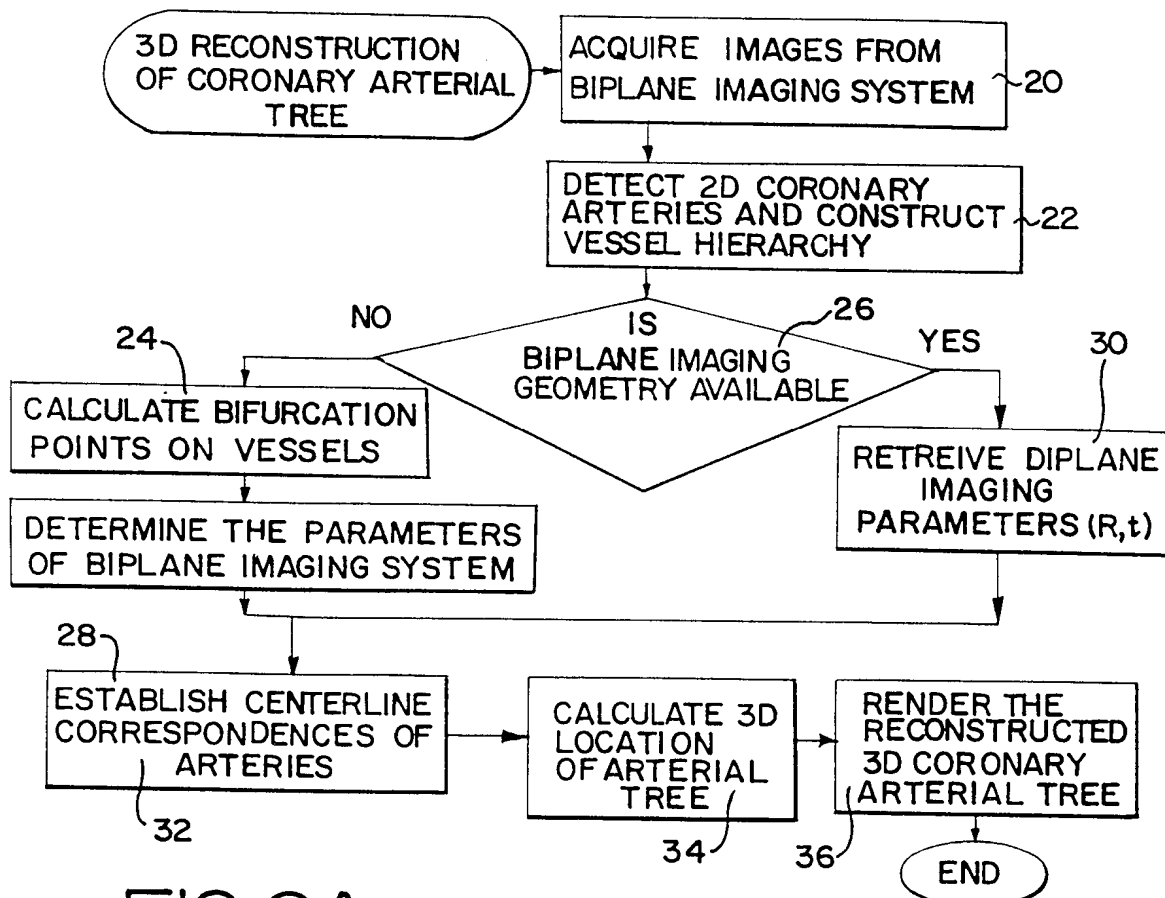 3D RECONSTRUCTION
OF CORONARY ARTERIAL
TREE
ACQUIRE IMAGES FROM
BIPLANE IMAGING SYSTEM
20
DETECT 2D CORONARY
ARTERIES AND CONSTRUCT
VESSEL HIERARCHY
22
NO
IS
BIPLANE IMAGING
GEOMETRY AVAILABLE
26
YES
24
CALCULATE BIFURCATION
POINTS ON VESSELS
30
RETREIVE DIPLANE
IMAGING
PARAMETERS (R,t)
DETERMINE THE PARAMETERS
OF BIPLANE IMAGING SYSTEM
28
ESTABLISH CENTERLINE
CORRESPONDENCES OF
ARTERIES
32
CALCULATE 3D
LOCATION
OF ARTERIAL
TREE
34
RENDER THE
RECONSTRUCTED
3D CORONARY
ARTERIAL TREE
36
END